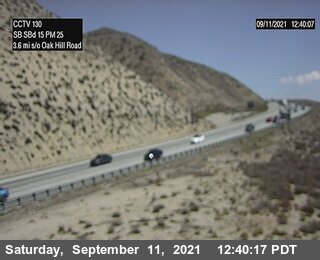 CCTV 130
SB SBd 15 PM 25
3.6 mi s/o Oak Hill Road
09/11/2021 12:40:07
Saturday, September 11, 2021 12:40:17 PDT